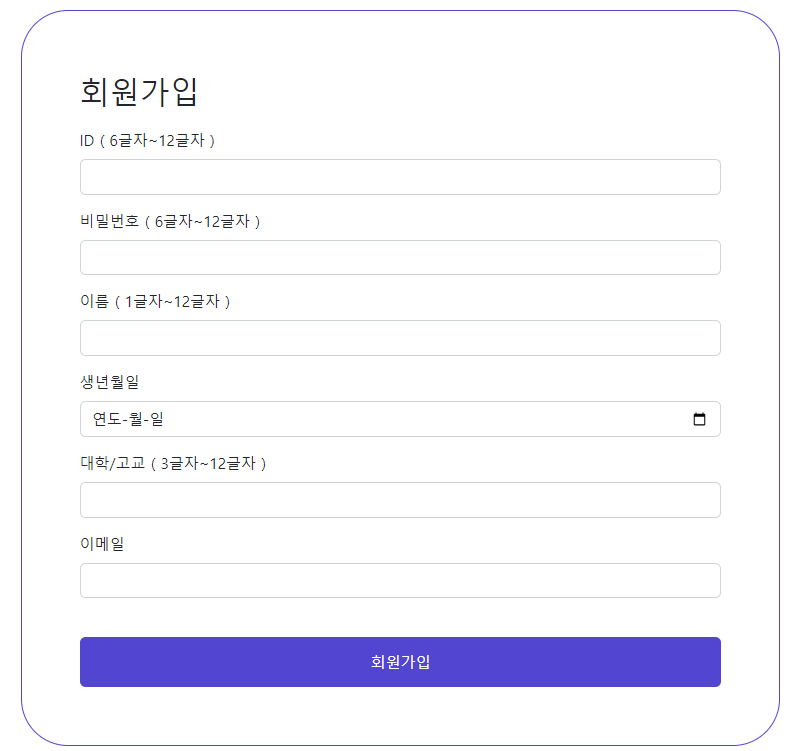 회원가입
ID ( 6글자~12글자 )
비밀번호 ( 6글자~12글자 )
이름 ( 1글자~12글자 )
생년월일
연도-월-일
대학/고교 ( 3글자~12글자 )
이메일
회원가입